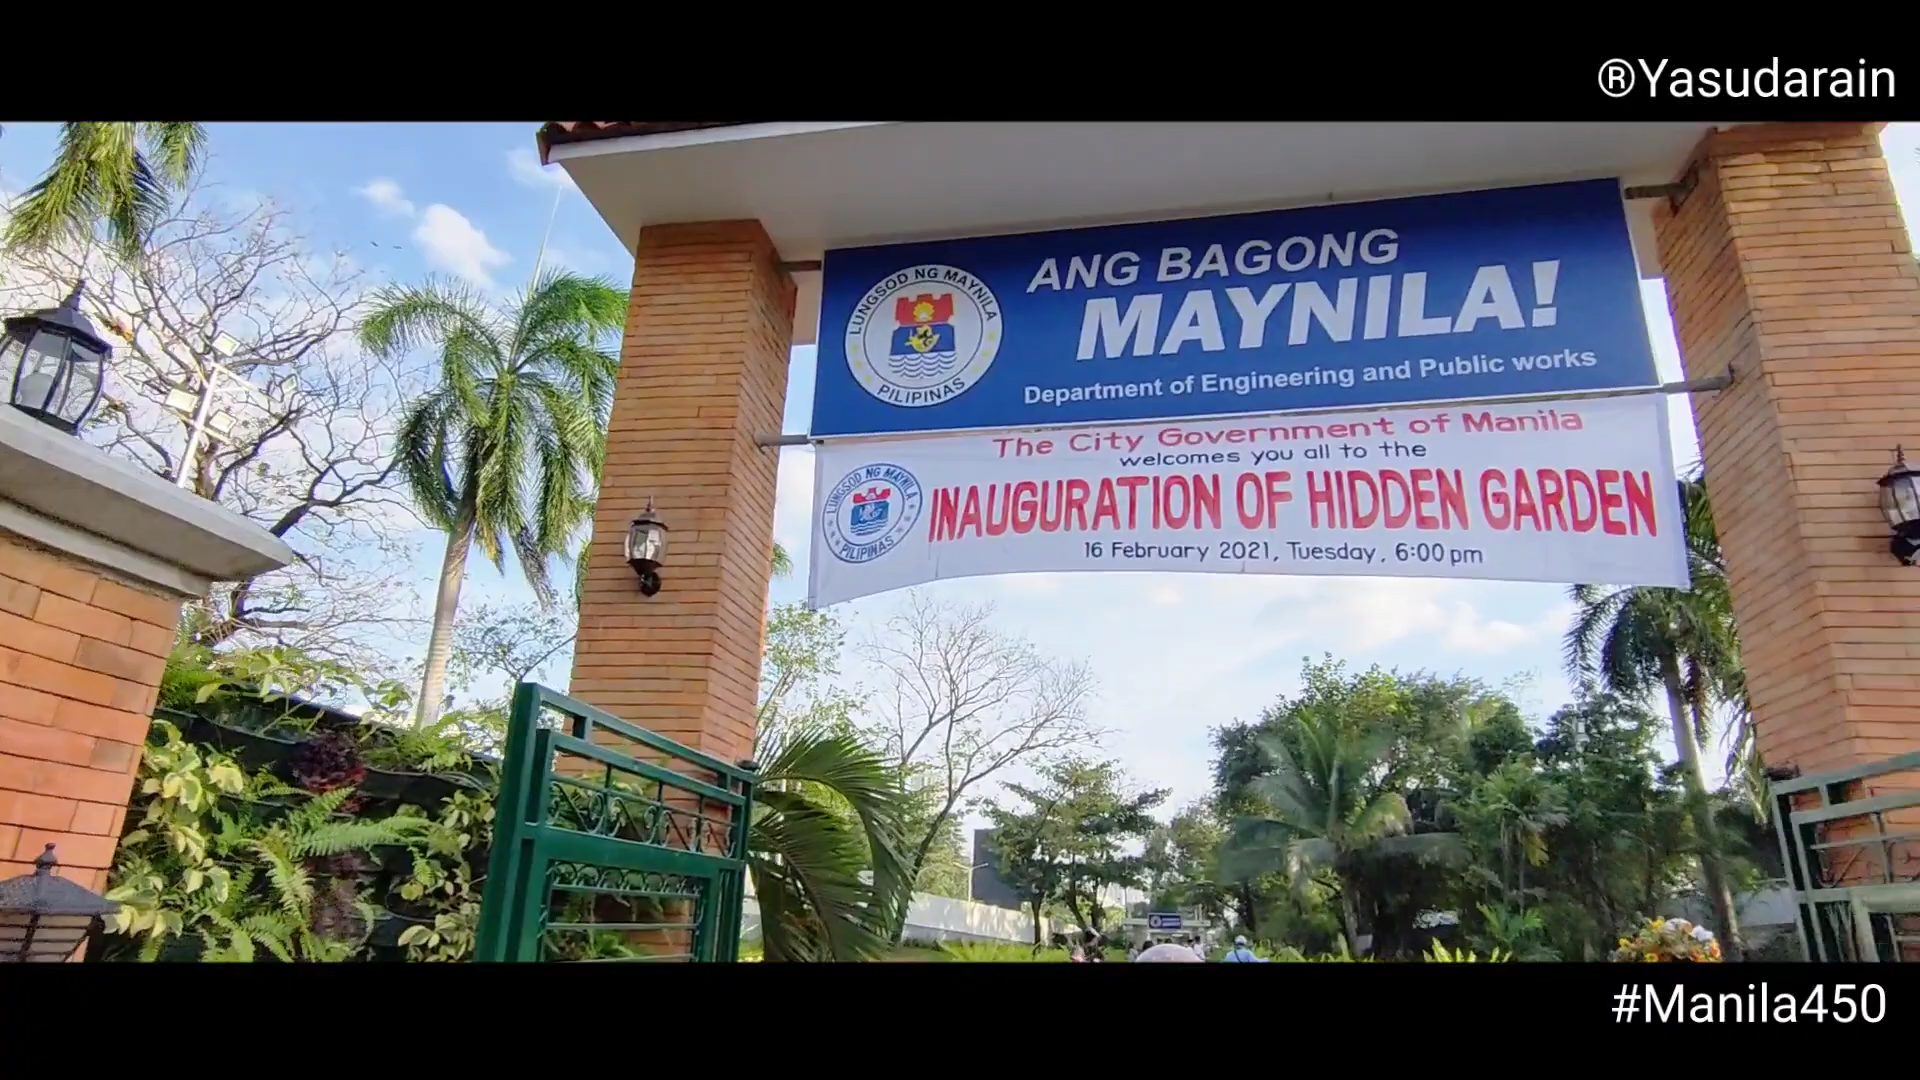 ®Yasudarain
LUNGSOD NG MAYNILA
PILIPINAS
ANG BAGONG
MAYNILA!
Department of Engineering and Public works
LUNGSOD NG MAYNILA
PILIPINAS
The City Government of Manila
welcomes you all to the
INAUGURATION OF HIDDEN GARDEN
16 February 2021, Tuesday, 6:00 pm
#Manila450